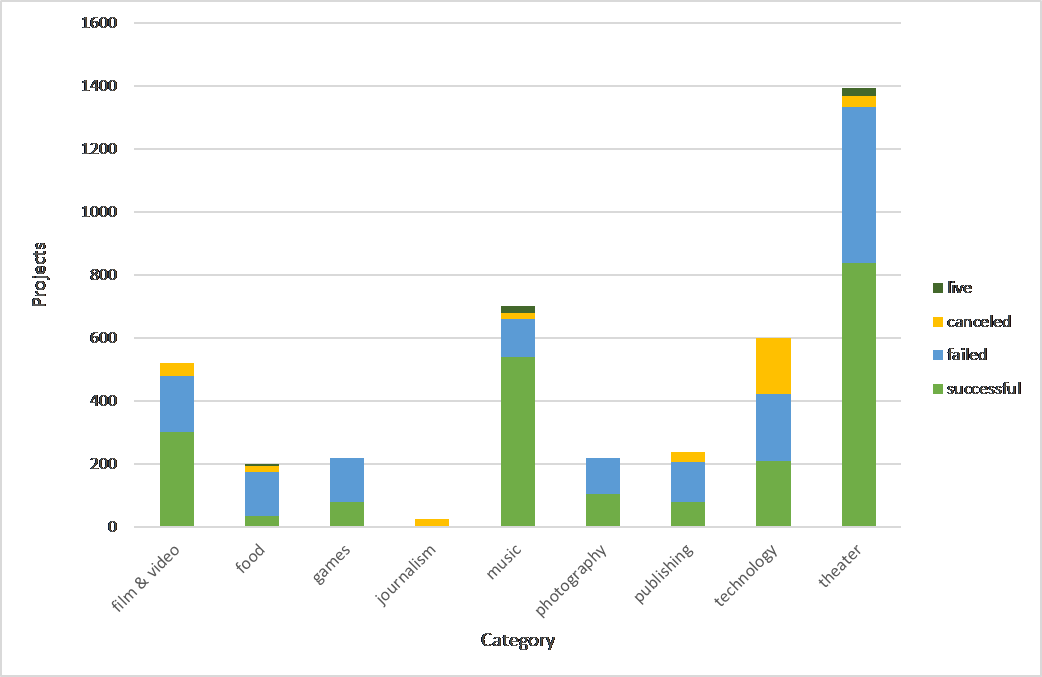 1600
1400
1200
1000
800
600
400
200
0
Projects
film & video
food
games
journalism
music
photography
publishing
technology
theater
Category
live
canceled
failed
successful